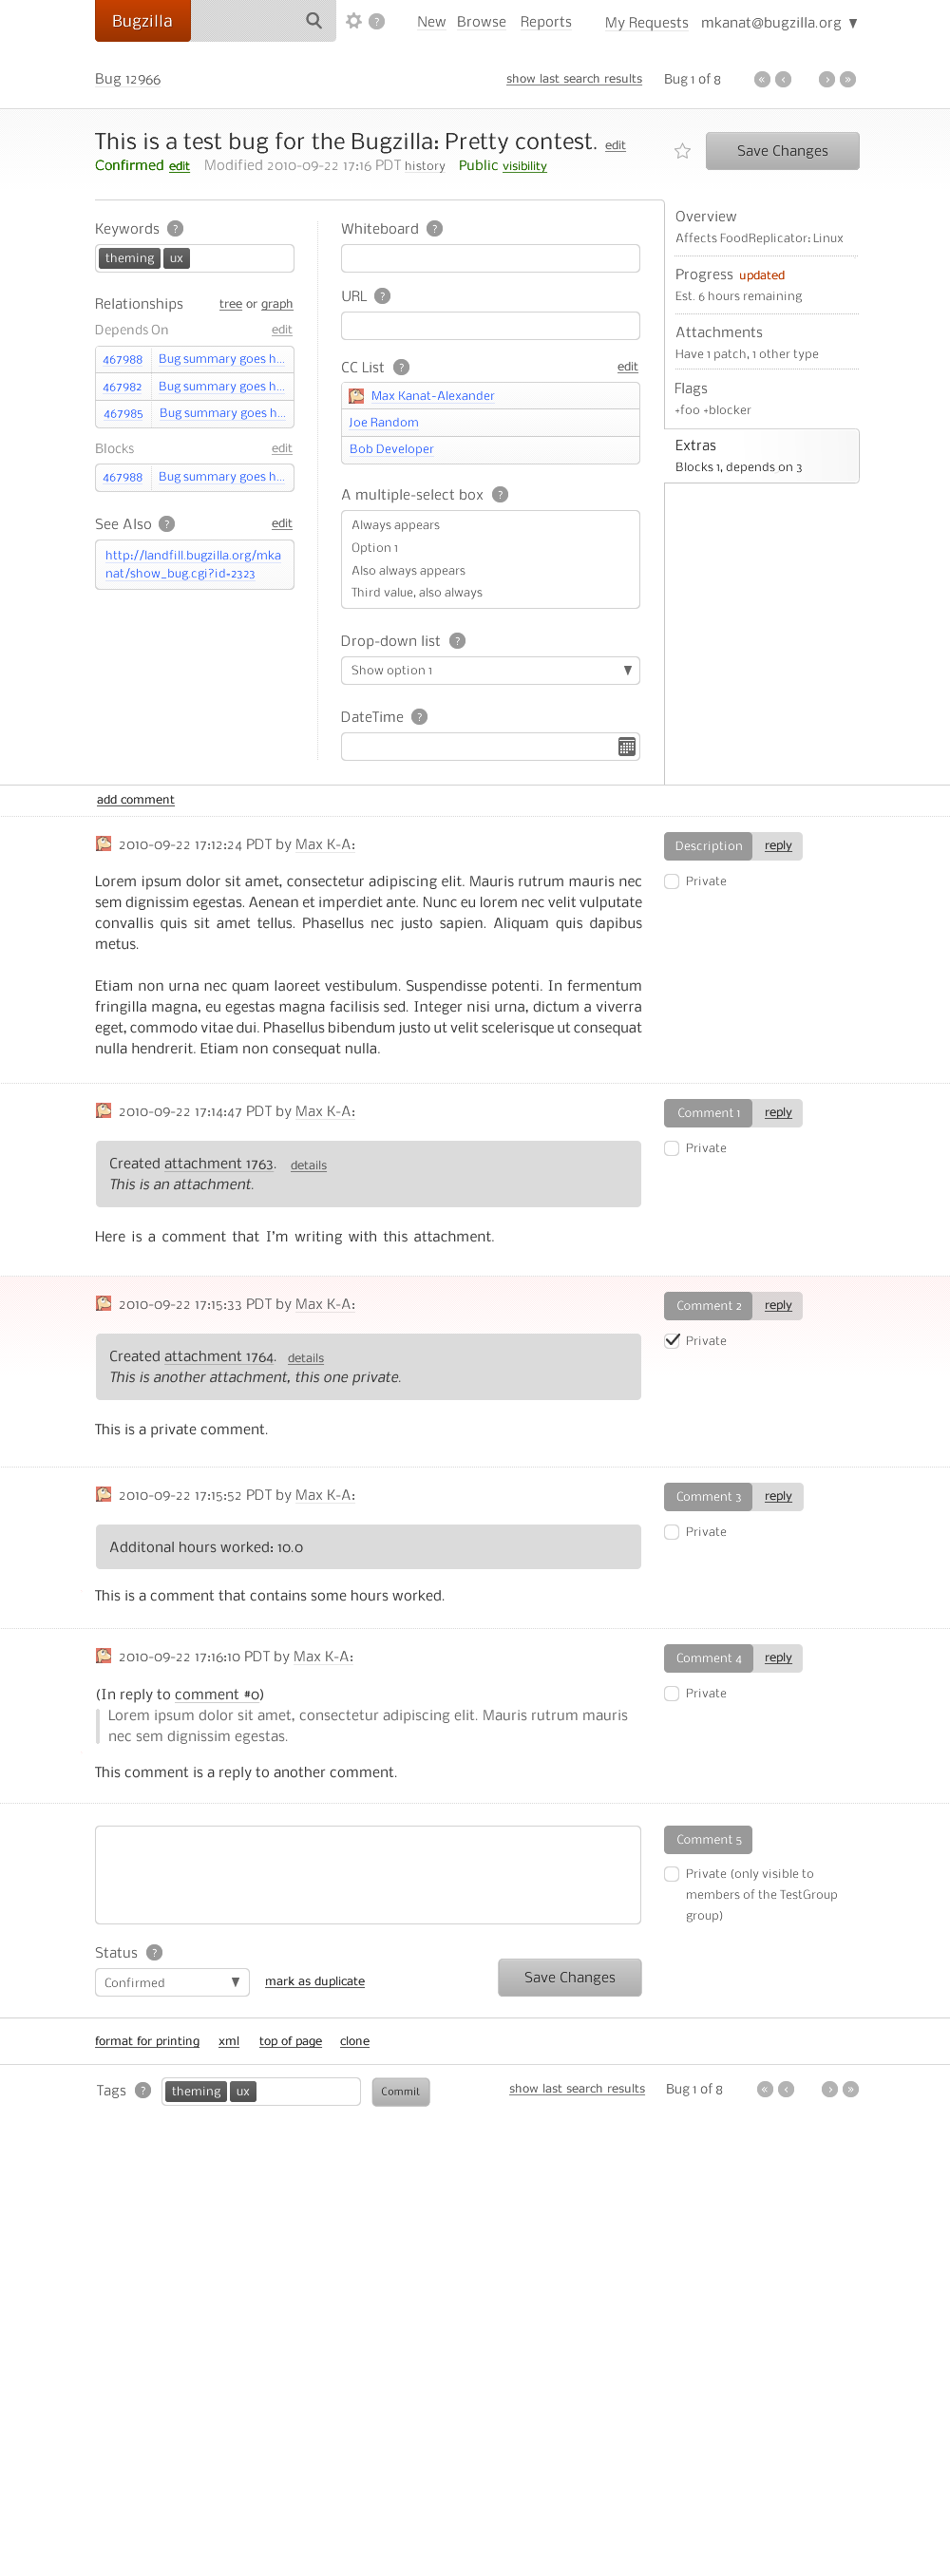 Bugzilla
?
New Browse Reports
My Requests mkanat@bugzilla.org ▼
Bug 12966
show last search results Bug 1 of 8 « ‹ › »
This is a test bug for the Bugzilla: Pretty contest. edit
Save Changes
Confirmed edit Modified 2010-09-22 17:16 PDT history Public visibility
Keywords ?
theming ux
Relationships tree or graph
Depends On edit
467988 Bug summary goes h...
467982 Bug summary goes h...
467985 Bug summary goes h...
Blocks edit
467988 Bug summary goes h...
See Also ? edit
http://landfill.bugzilla.org/mka
nat/show_bug.cgi?id=2323
Whiteboard ?
URL ?
CC List ? edit
Max Kanat-Alexander
Joe Random
Bob Developer
A multiple-select box ?
Always appears
Option 1
Also always appears
Third value, also always
Drop-down list ?
Show option 1 ▼
DateTime ?
Overview
Affects FoodReplicator: Linux
Progress updated
Est. 6 hours remaining
Attachments
Have 1 patch, 1 other type
Flags
+foo +blocker
Extras
Blocks 1, depends on 3
add comment
2010-09-22 17:12:24 PDT by Max K-A:
Description reply
Private
Lorem ipsum dolor sit amet, consectetur adipiscing elit. Mauris rutrum mauris nec
sem dignissim egestas. Aenean et imperdiet ante. Nunc eu lorem nec velit vulputate
convallis quis sit amet tellus. Phasellus nec justo sapien. Aliquam quis dapibus
metus.
Etiam non urna nec quam laoreet vestibulum. Suspendisse potenti. In fermentum
fringilla magna, eu egestas magna facilisis sed. Integer nisi urna, dictum a viverra
eget, commodo vitae dui. Phasellus bibendum justo ut velit scelerisque ut consequat
nulla hendrerit. Etiam non consequat nulla.
2010-09-22 17:14:47 PDT by Max K-A:
Comment 1 reply
Private
Created attachment 1763. details
This is an attachment.
Here is a comment that I'm writing with this attachment.
2010-09-22 17:15:33 PDT by Max K-A:
Comment 2 reply
Private
Created attachment 1764. details
This is another attachment, this one private.
This is a private comment.
2010-09-22 17:15:52 PDT by Max K-A:
Comment 3 reply
Private
Additonal hours worked: 10.0
This is a comment that contains some hours worked.
2010-09-22 17:16:10 PDT by Max K-A:
Comment 4 reply
Private
(In reply to comment #0)
Lorem ipsum dolor sit amet, consectetur adipiscing elit. Mauris rutrum mauris
nec sem dignissim egestas.
This comment is a reply to another comment.
Comment 5
Private (only visible to
members of the TestGroup
group)
Status ?
Confirmed ▼ mark as duplicate
Save Changes
format for printing xml top of page clone
Tags ? theming ux Commit
show last search results Bug 1 of 8 « ‹ › »